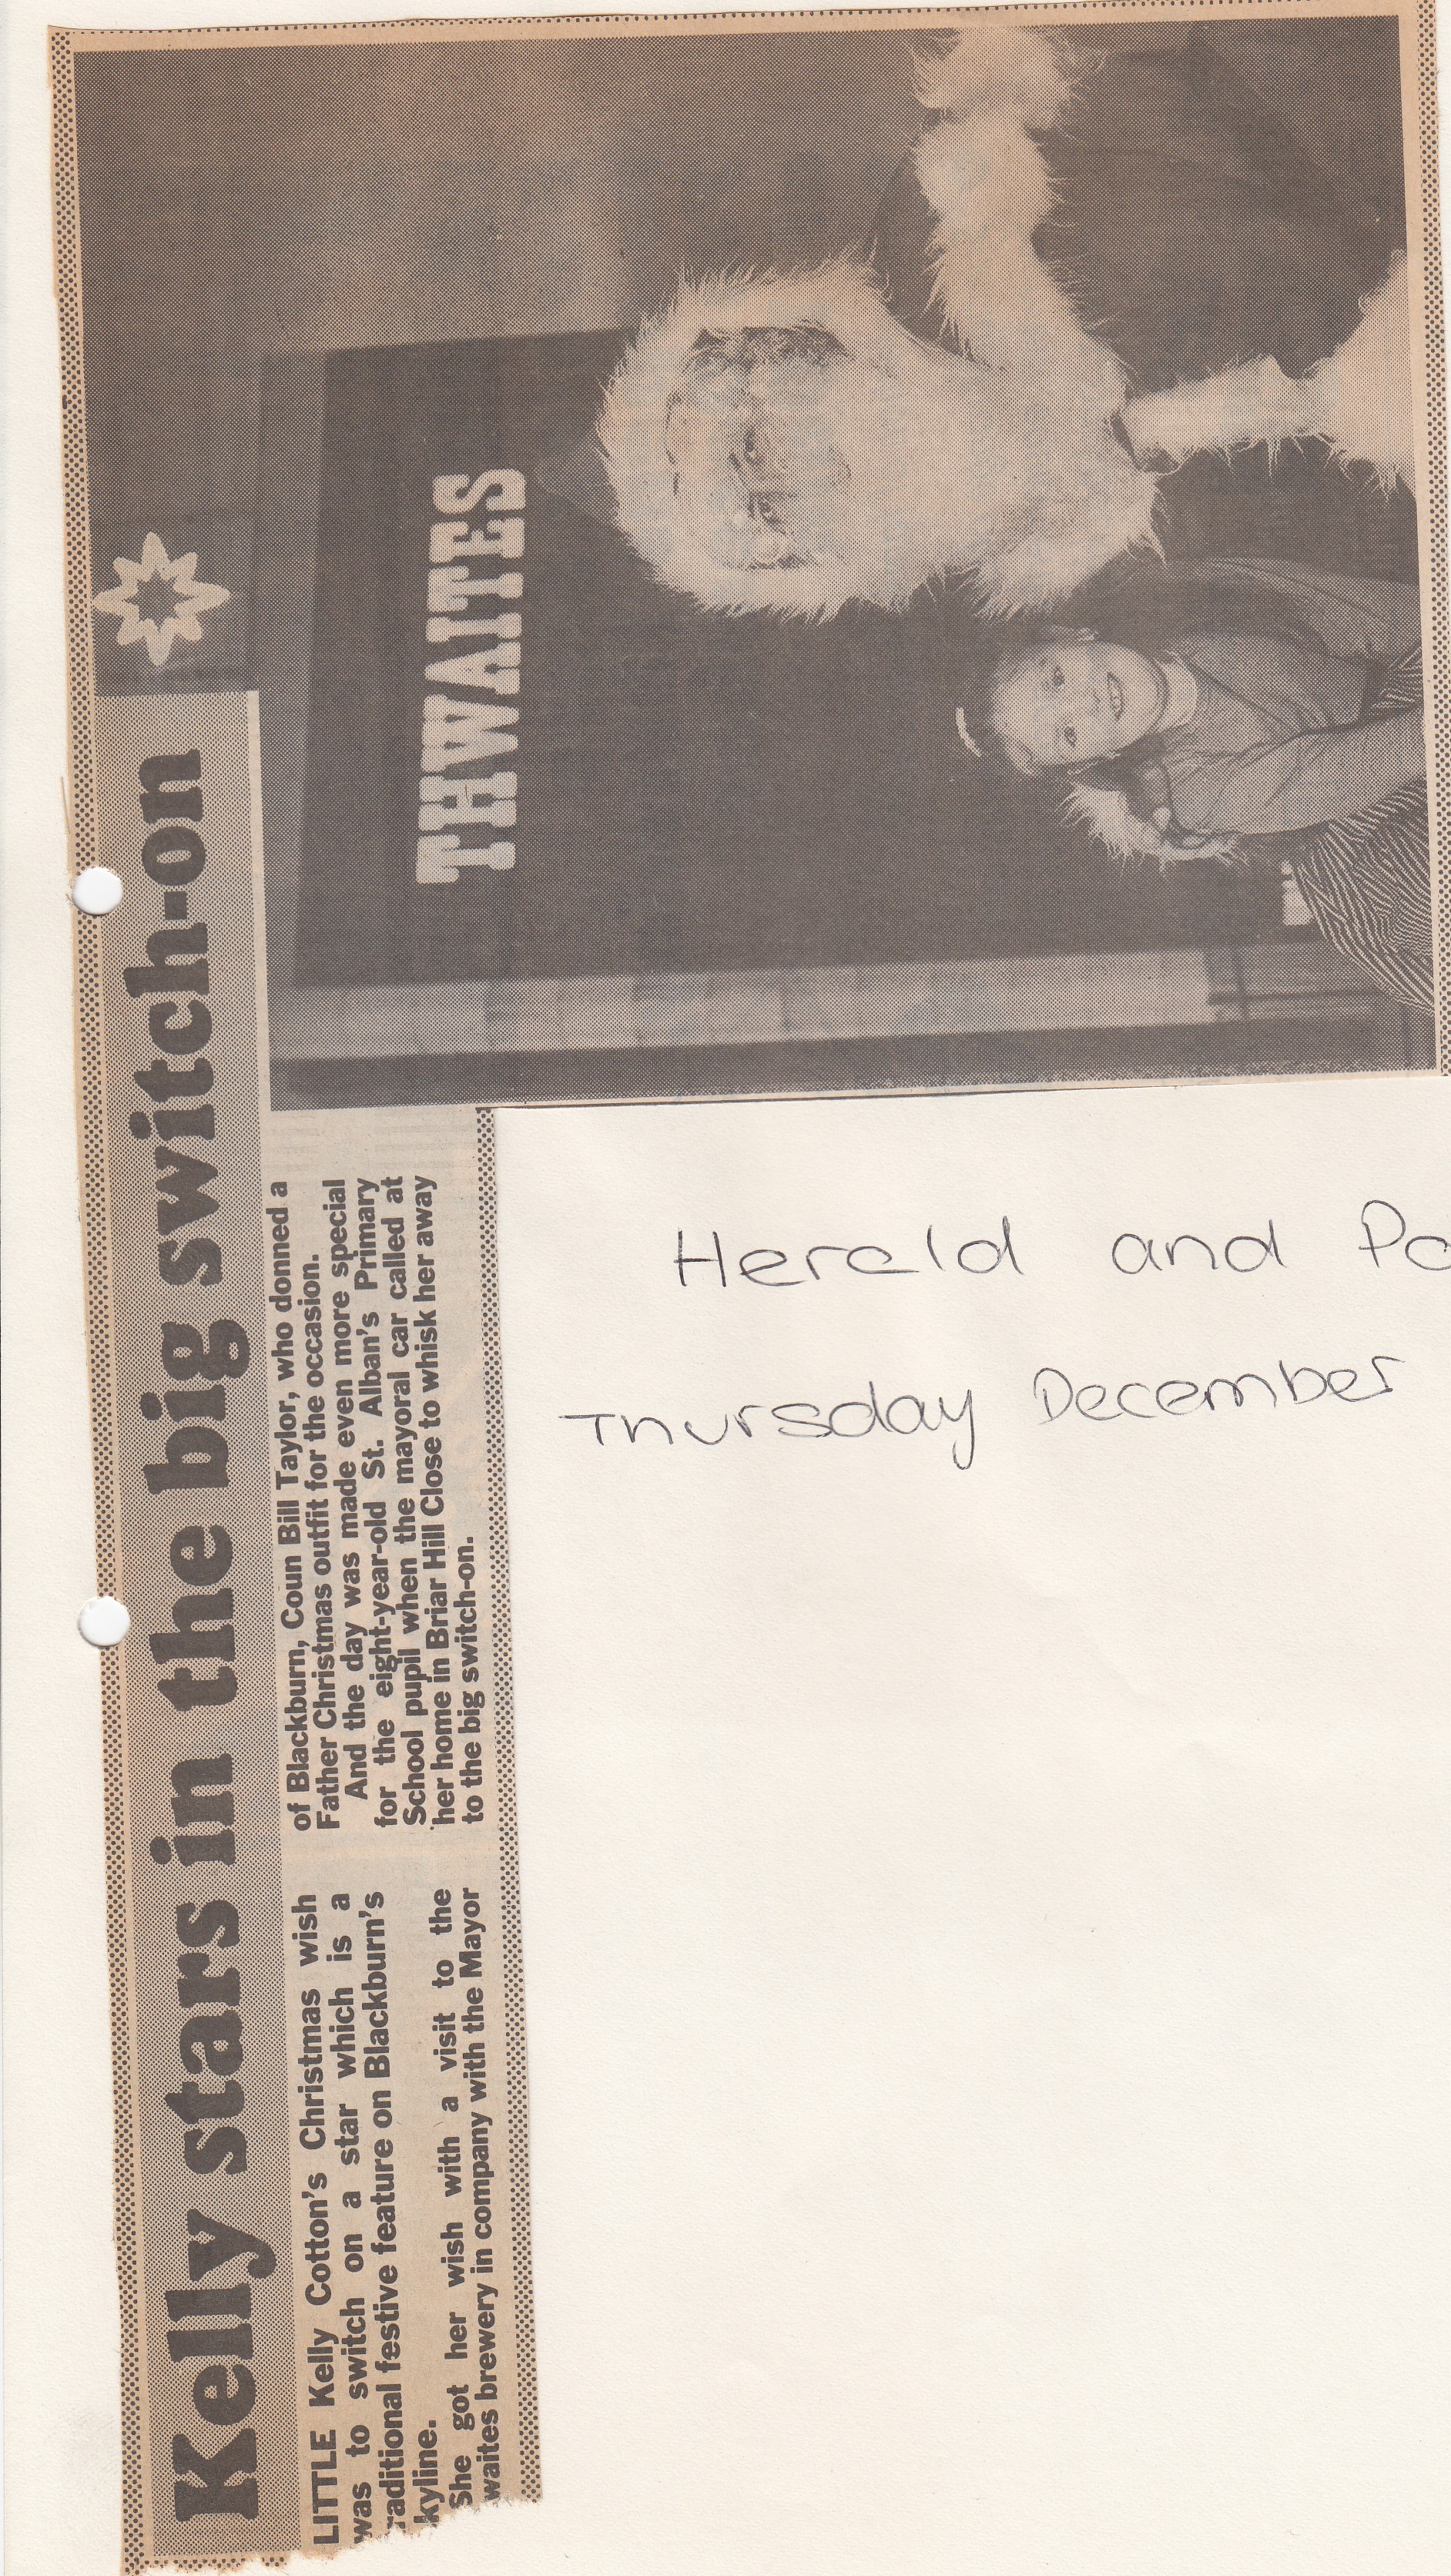 Kelly stars in the big switch-on
LITTLE Kelly Cotton's Christmas wish
was to switch on a star which is a
raditional festive feature on Blackburn's
kyline.
She got her wish with a visit to the
waites brewery in company with the Mayor
of Blackburn, Coun Bill Taylor, who donned a
Father Christmas outfit for the occasion.
And the day was made even more special
for the eight-year-old St. Alban's Primary
School pupil when the mayoral car called at
her home in Briar Hill Close to whisk her away
to the big switch-on.
THWAITES
Herald and Po
Thursday December